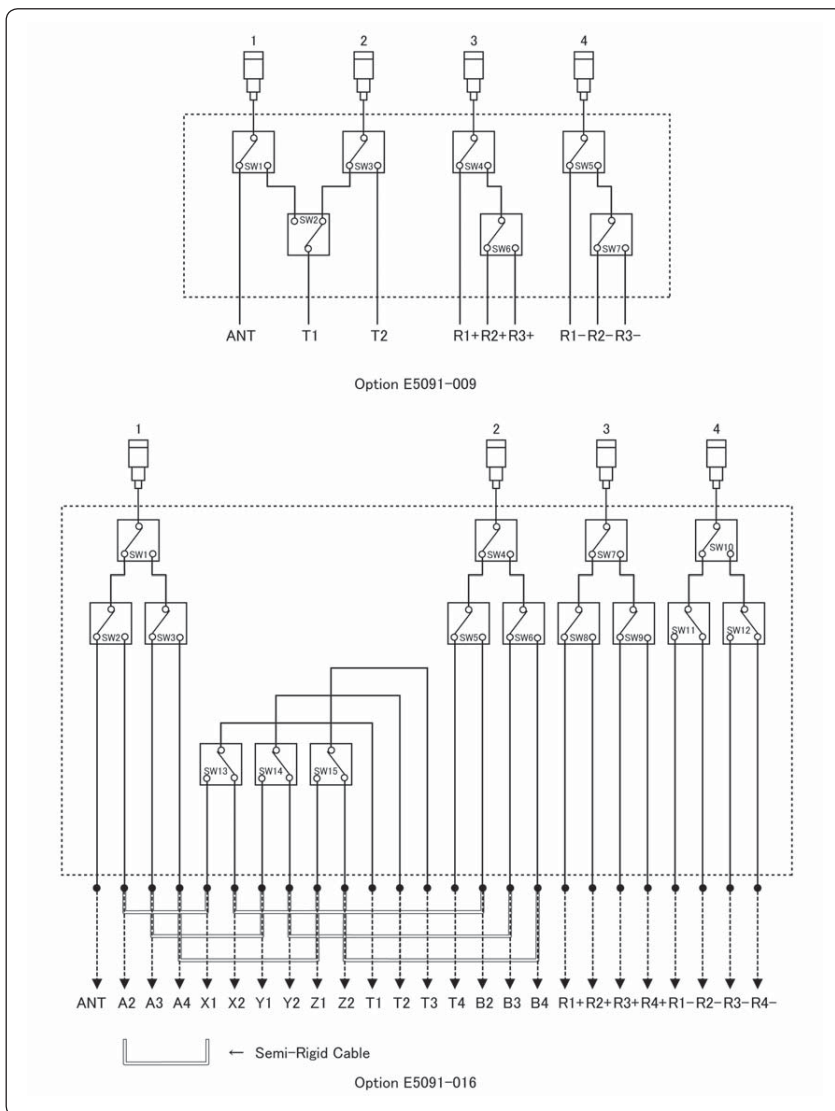 1 2 3 4
SW1 SW3 SW4 SW5
SW2 SW6 SW7
ANT T1 T2 R1+ R2+ R3+ R1- R2- R3-
Option E5091-009
1 2 3 4
SW1 SW4 SW7 SW10
SW2 SW3 SW5 SW6 SW8 SW9 SW11 SW12
SW13 SW14 SW15
ANT A2 A3 A4 X1 X2 Y1 Y2 Z1 Z2 T1 T2 T3 T4 B2 B3 B4 R1+ R2+ R3+ R4+ R1- R2- R3- R4-
← Semi-Rigid Cable
Option E5091-016